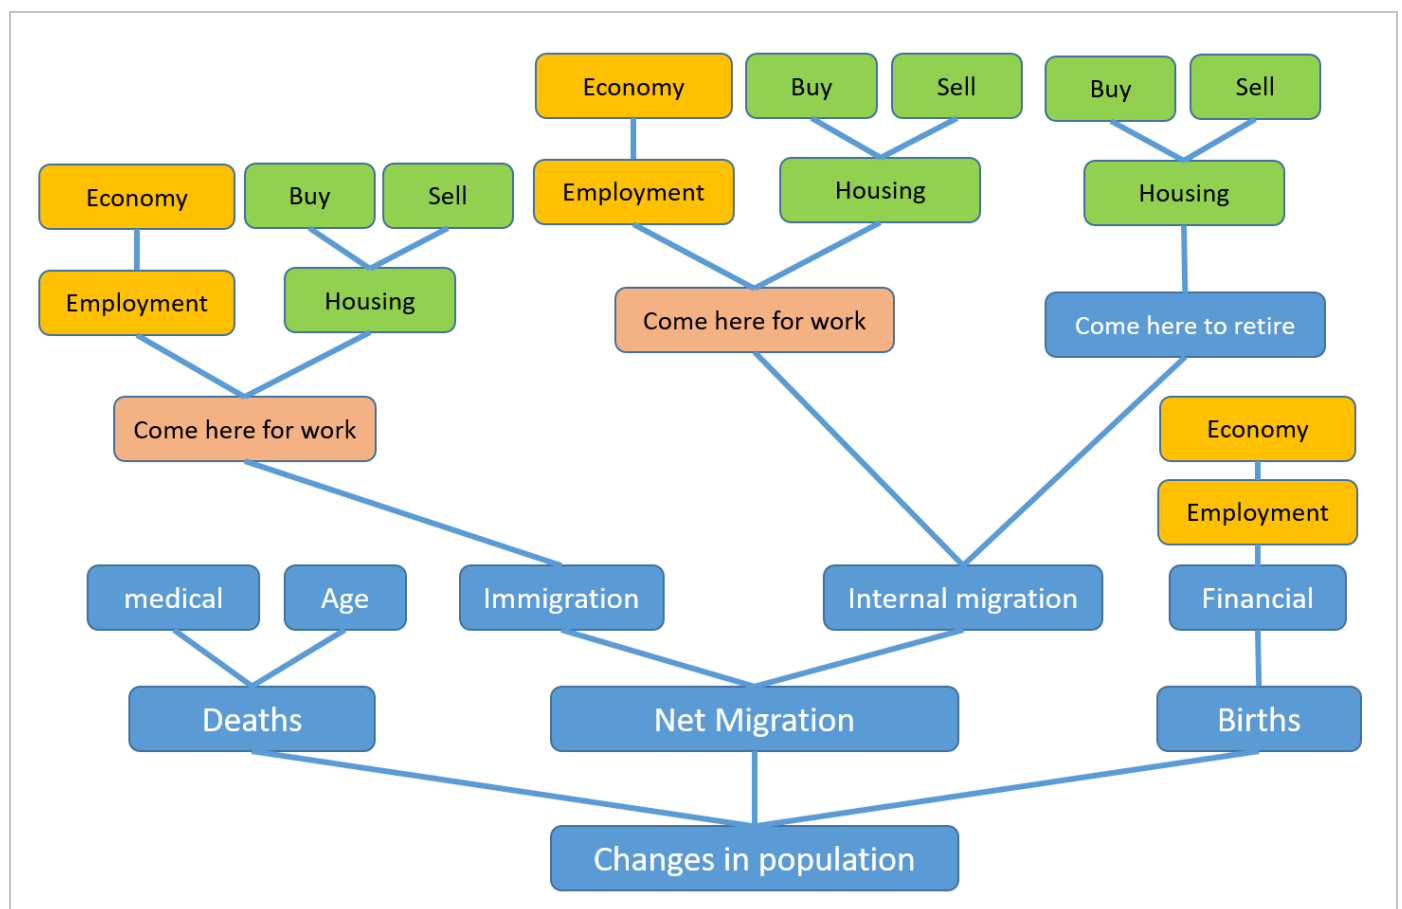 Economy
Buy
Sell
Buy
Sell
Employment
Housing
Housing
Economy
Buy
Sell
Employment
Housing
Come here for work
Come here to retire
Come here for work
Economy
Employment
medical
Age
Immigration
Internal migration
Financial
Deaths
Net Migration
Births
Changes in population